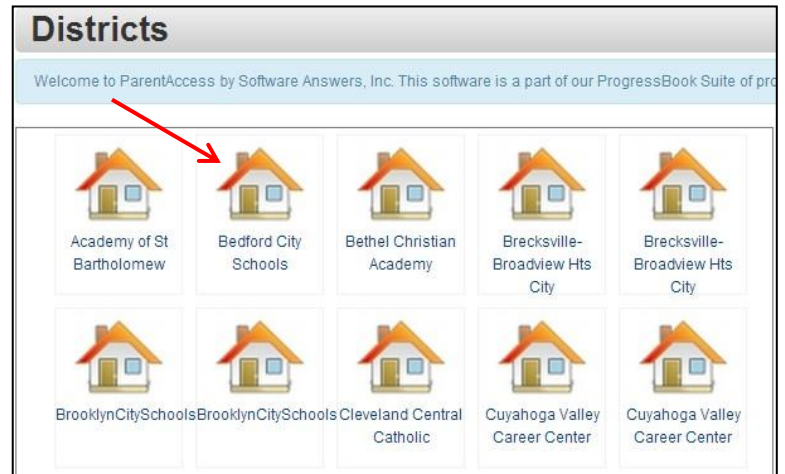 Districts
Welcome to ParentAccess by Software Answers, Inc. This software is a part of our ProgressBook Suite of
Academy of St
Bartholomew
Bedford City
Schools
Bethel Christian
Academy
Brecksville-
Broadview Hts
City
Brecksville-
Broadview Hts
City
BrooklynCitySchools
BrooklynCitySchools
Cleveland Central
Catholic
Cuyahoga Valley
Career Center
Cuyahoga Valley
Career Center